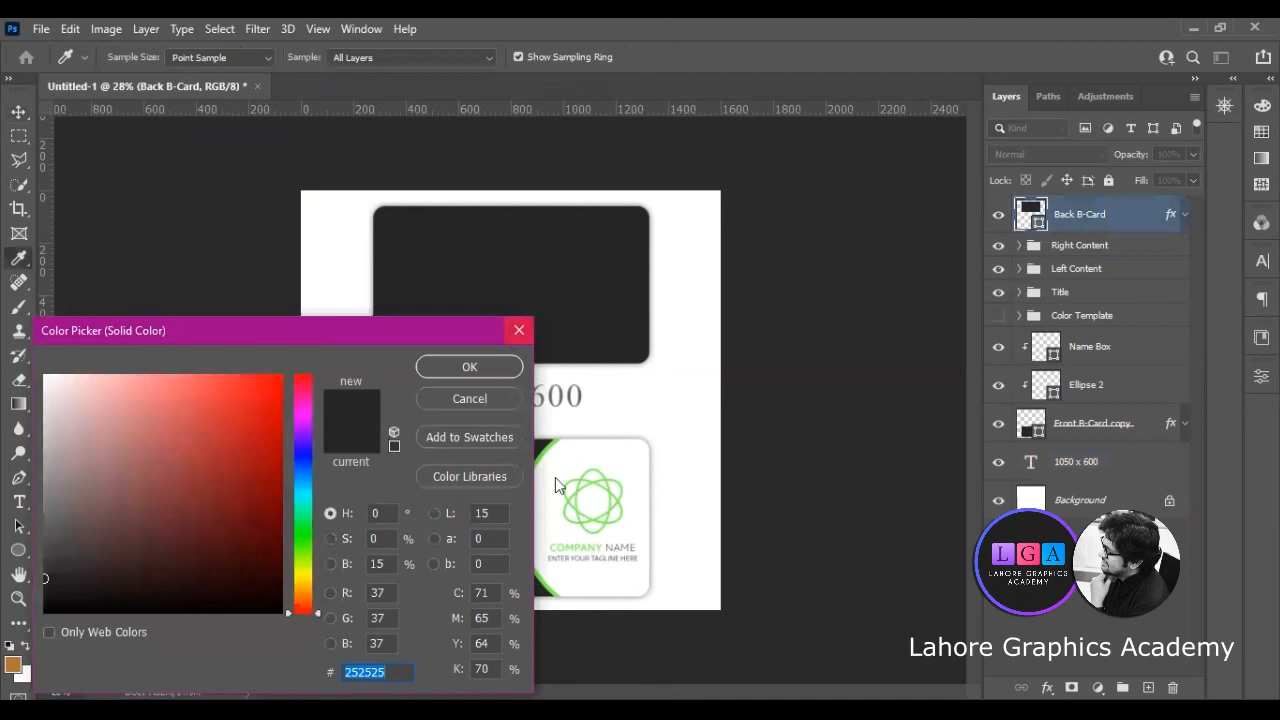 Ps File Edit Image Layer Type Select Filter 3D View Window Help
Sample Size: Point Sample Sample: All Layers Show Sampling Ring
Untitled-1 @ 28% (Back B-Card, RGB/8) * ×
800 600 400 200 0 200 400 600 800 1000 1200 1400 1600 1800 2000 2200 2400
Layers Paths Adjustments
Kind
Normal Opacity: 100%
Lock: Fill: 100%
Back B-Card fx
Right Content
Left Content
Title
Color Template
Name Box
Ellipse 2
Front B-Card copy fx
1050 x 600
Background
Color Picker (Solid Color)
new
current
OK
Cancel
Add to Swatches
Color Libraries
H: 0 ° L: 15
S: 0 % a: 0
B: 15 % b: 0
R: 37 C: 71 %
G: 37 M: 65 %
B: 37 Y: 64 %
# 252525 K: 70 %
Only Web Colors
600
COMPANY NAME
ENTER YOUR TAGLINE HERE
LGA
LAHORE GRAPHICS
ACADEMY
Lahore Graphics Academy